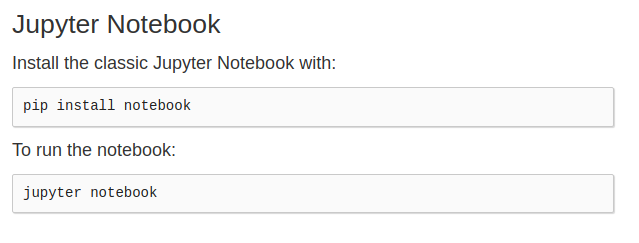 Jupyter Notebook
Install the classic Jupyter Notebook with:
pip install notebook
To run the notebook:
jupyter notebook